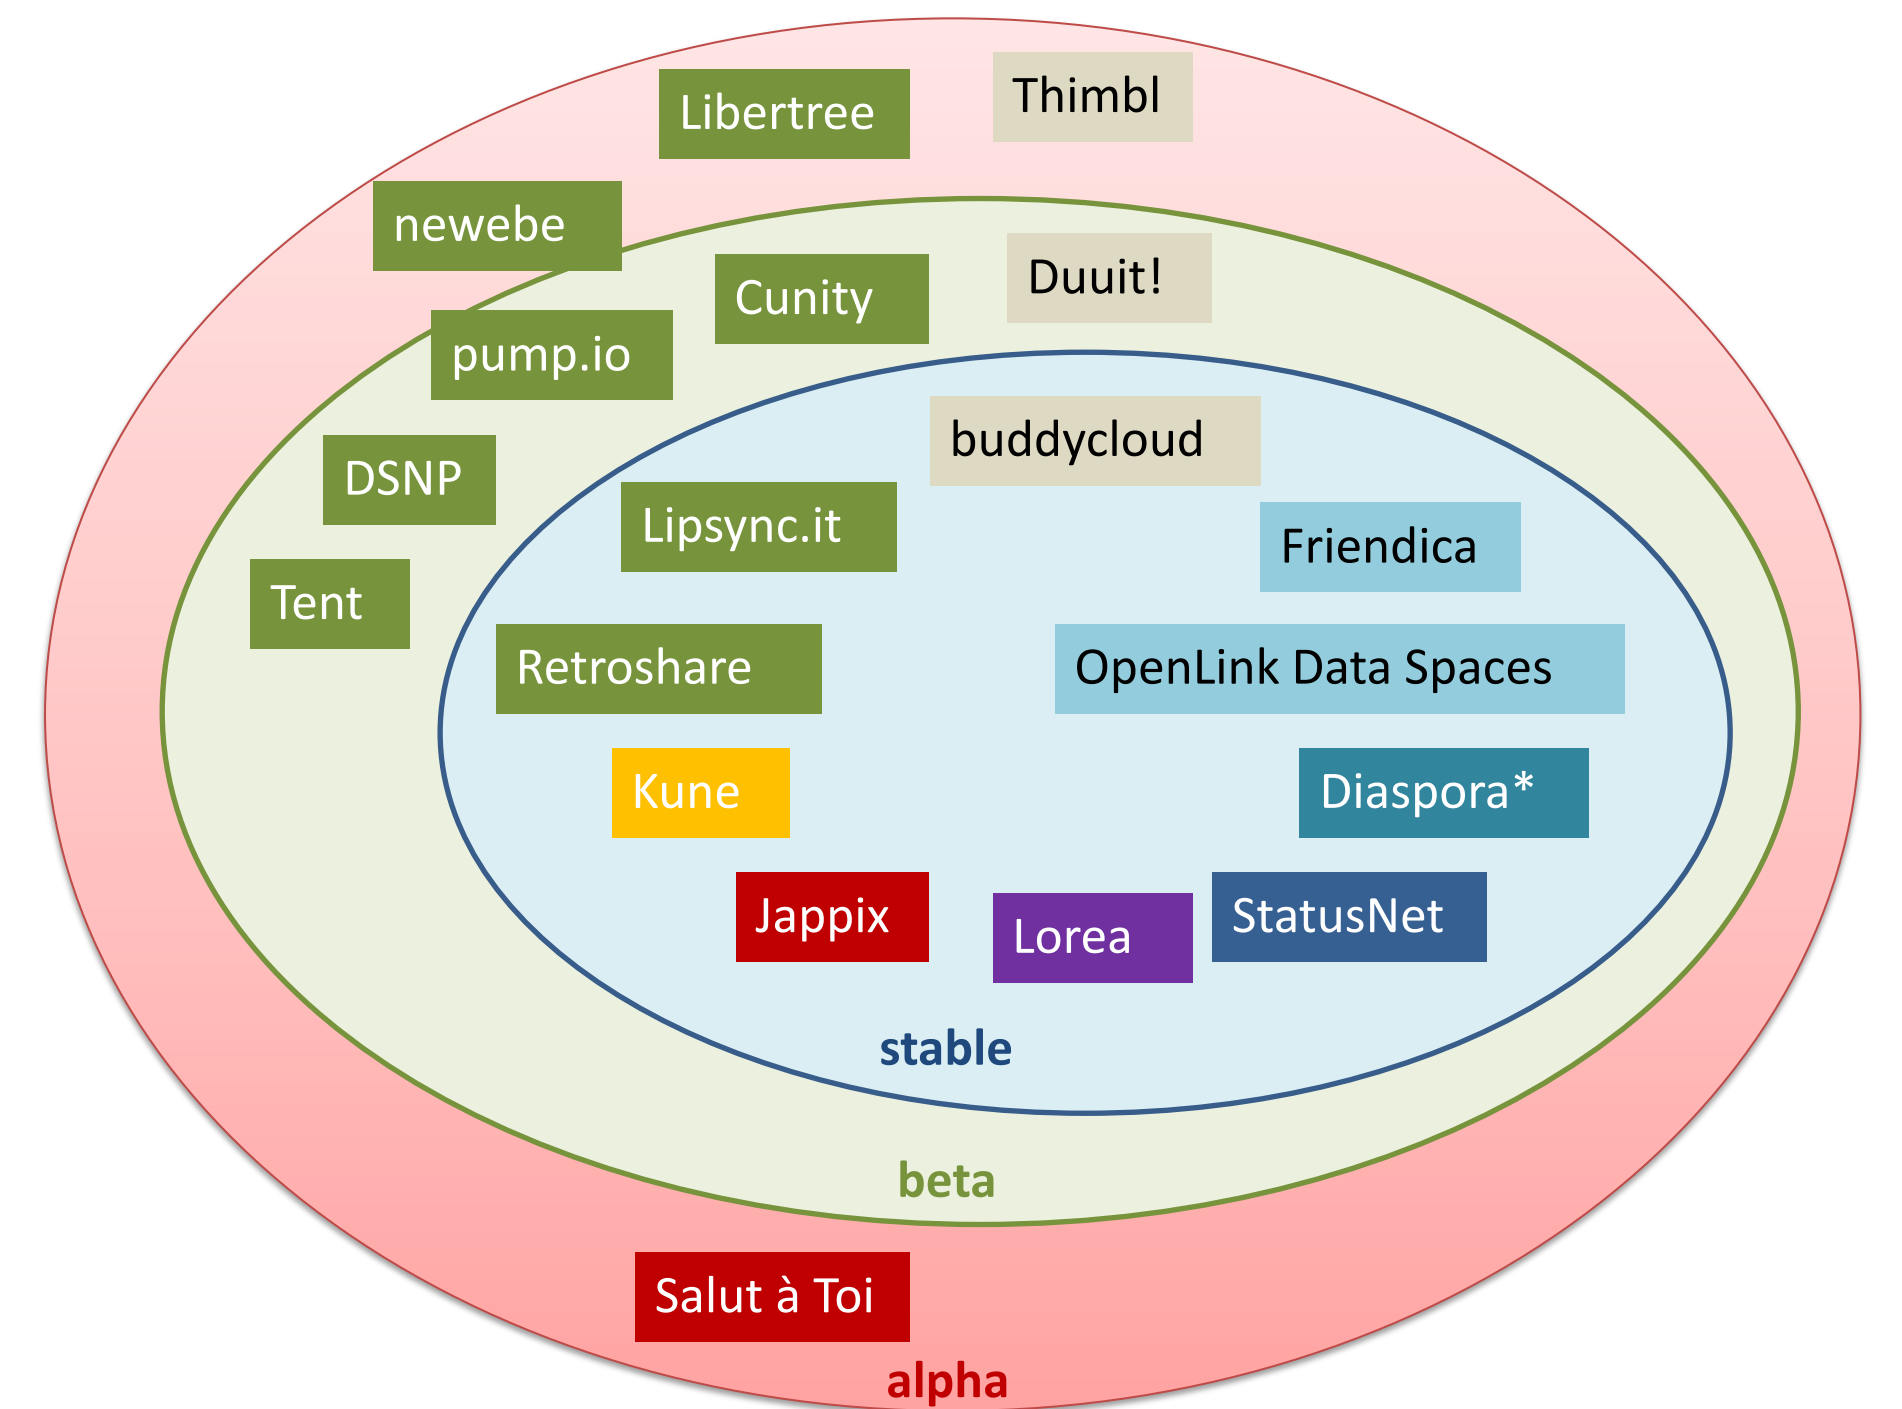 Thimbl
Libertree
newebe
Duuit!
Cunity
pump.io
buddycloud
DSNP
Lipsync.it
Friendica
Tent
Retroshare
OpenLink Data Spaces
Kune
Diaspora*
Jappix
StatusNet
Lorea
stable
beta
Salut à Toi
alpha